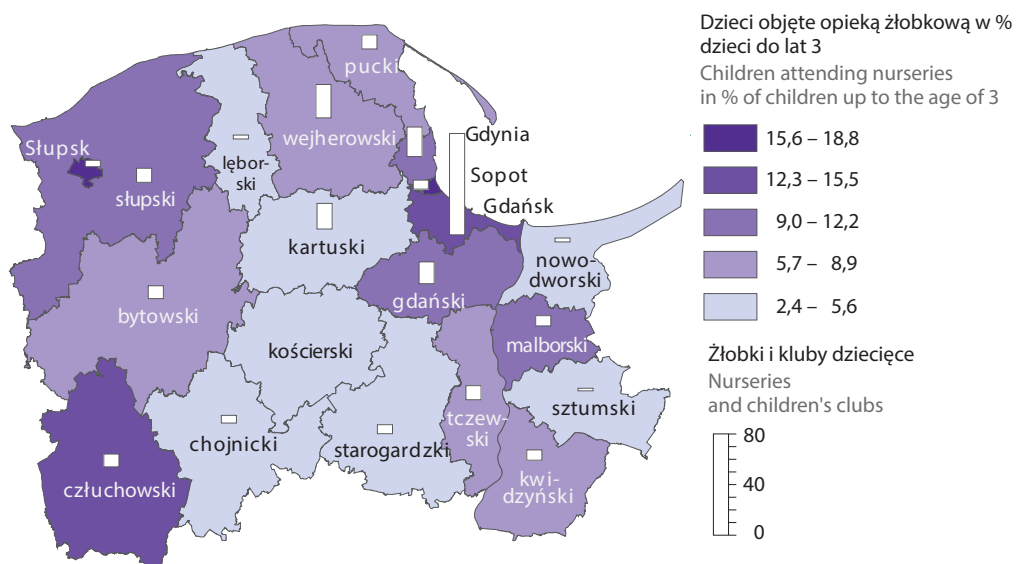 Dzieci objęte opieką żłobkową w %
dzieci do lat 3
Children attending nurseries
in % of children up to the age of 3
15,6 – 18,8
12,3 – 15,5
9,0 – 12,2
5,7 – 8,9
2,4 – 5,6
Żłobki i kluby dziecięce
Nurseries
and children's clubs
80
40
0
pucki
wejherowski
Gdynia
Słupsk
słupski
lębor-
ski
Sopot
Gdańsk
kartuski
nowo-
dworski
gdański
bytowski
kościerski
malborski
tczew-
ski
sztumski
chojnicki
starogardzki
człuchowski
kwi-
dzyński